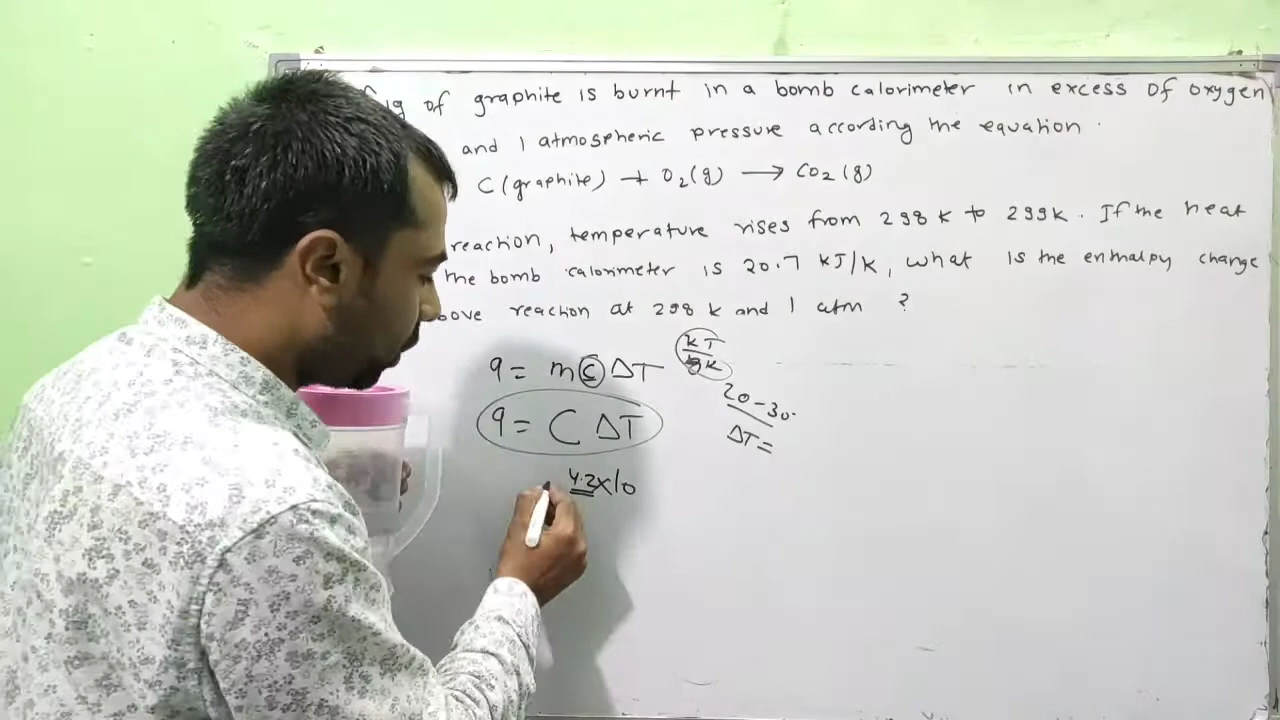 1g of graphite is burnt in a bomb calorimeter in excess of oxygen
and 1 atmospheric pressure according the equation.
C(graphite) + O₂(g) → CO₂(g)
reaction, temperature rises from 298 K to 299K. If the heat
the bomb calorimeter is 20.7 kJ/K, what is the enthalpy change
ove reaction at 298 K and 1 atm ?
q = m c ΔT
kJ
gK
q = C ΔT
20-30.
ΔT =
4.2x10